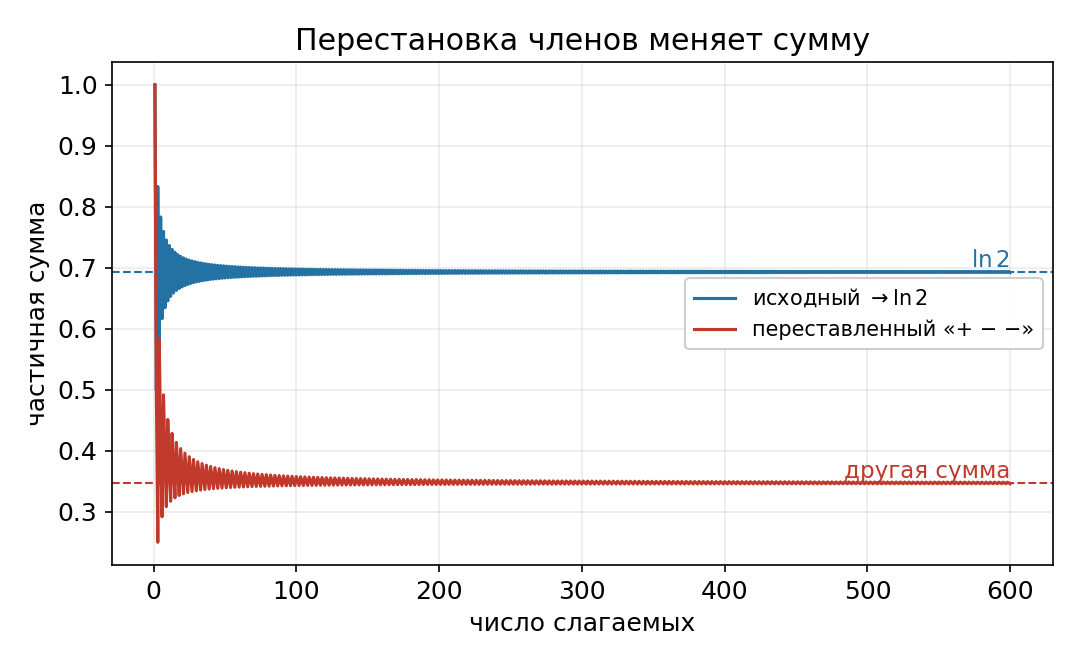 Перестановка членов меняет сумму
частичная сумма
1.0
0.9
0.8
0.7
0.6
0.5
0.4
0.3
ln 2
исходный → ln 2
переставленный «+ − −»
другая сумма
0 100 200 300 400 500 600
число слагаемых